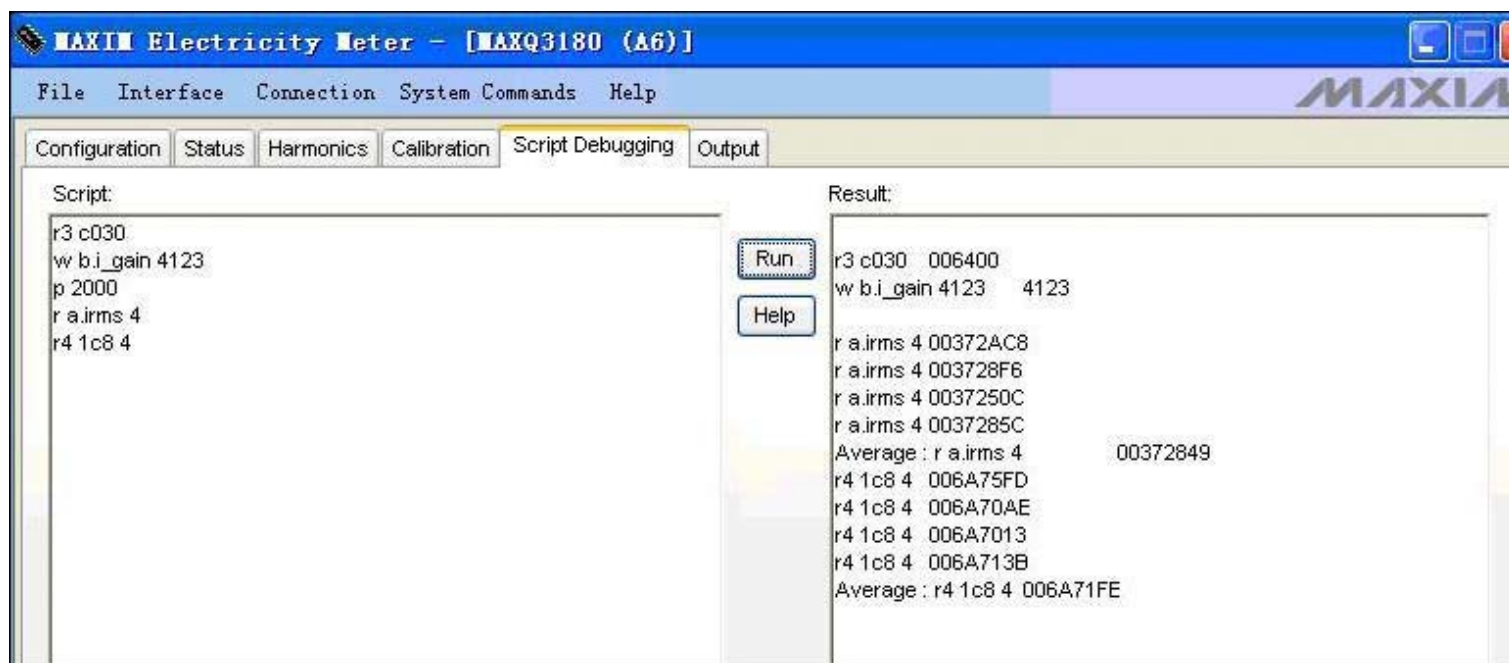 MAXIM Electricity Meter - [MAXQ3180 (A6)]
File Interface Connection System Commands Help
Configuration Status Harmonics Calibration Script Debugging Output
Script:
r3 c030
w b.i_gain 4123
p 2000
r a.irms 4
r4 1c8 4
Run
Help
Result:
r3 c030 006400
w b.i_gain 4123 4123
r a.irms 4 00372AC8
r a.irms 4 003728F6
r a.irms 4 0037250C
r a.irms 4 0037285C
Average : r a.irms 4 00372849
r4 1c8 4 006A75FD
r4 1c8 4 006A70AE
r4 1c8 4 006A7013
r4 1c8 4 006A713B
Average : r4 1c8 4 006A71FE